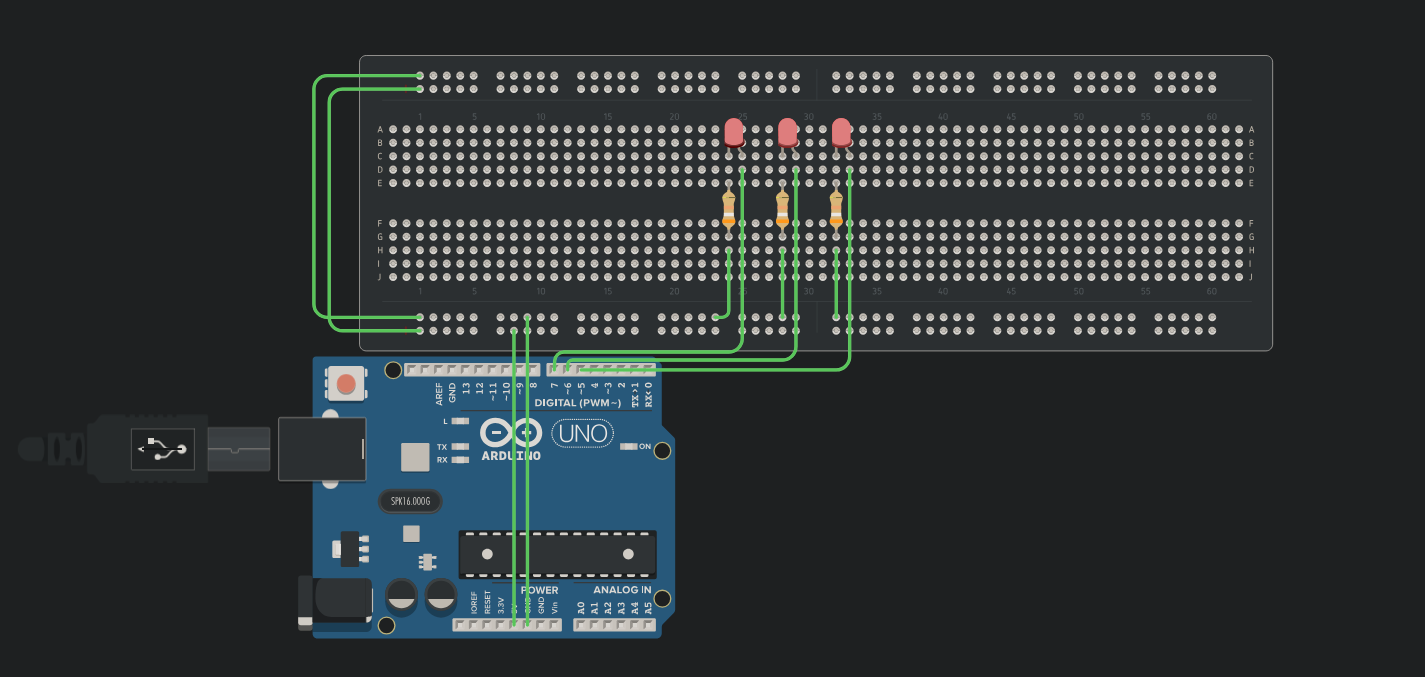 1 5 10 15 20 25 30 35 40 45 50 55 60
A A
B B
C C
D D
E E
F F
G G
H H
I I
J J
1 5 10 15 20 25 30 35 40 45 50 55 60
AREF GND 13 12 ~11 ~10 ~9 8 7 ~6 ~5 4 ~3 2 TX>1 RX<0
DIGITAL (PWM~)
L
TX
RX
UNO
ON
ARDUINO
SPK16.000G
POWER ANALOG IN
IOREF RESET 3.3V 5V GND GND Vin A0 A1 A2 A3 A4 A5